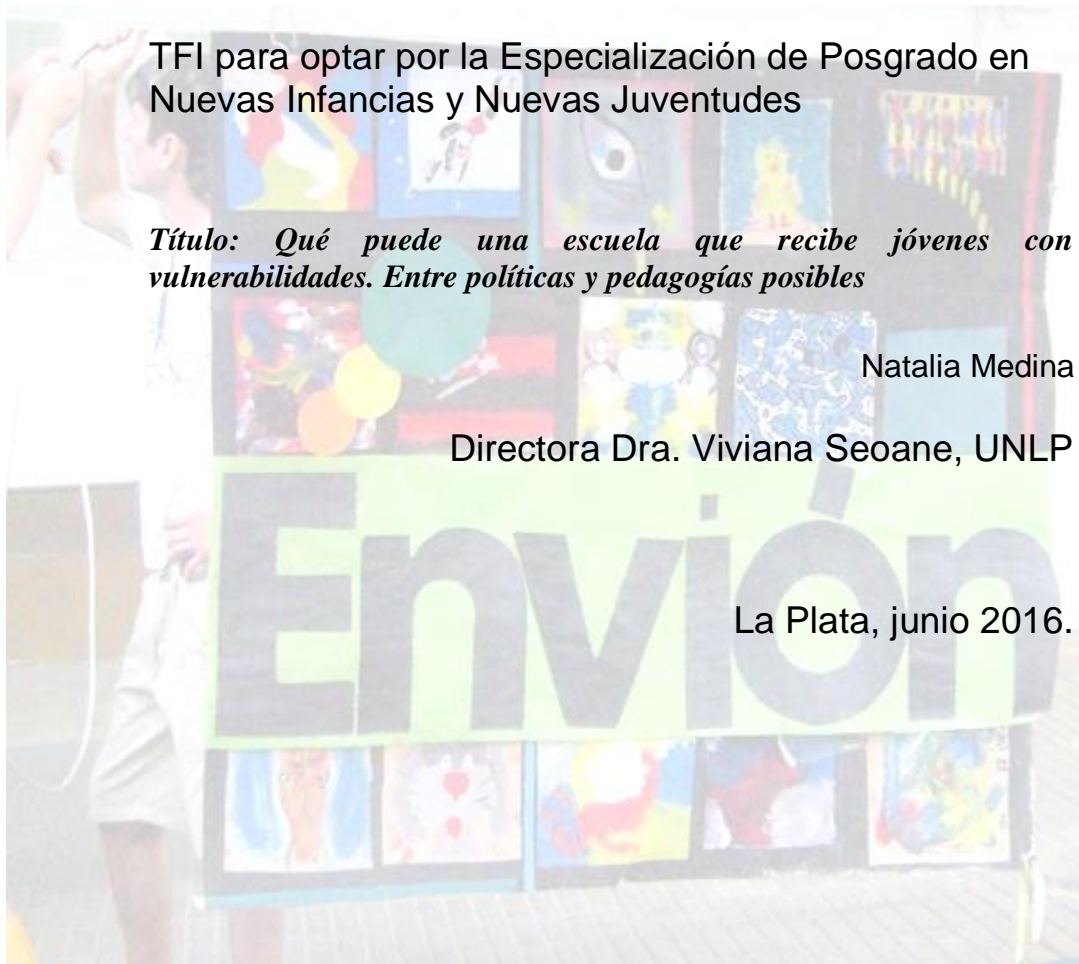 TFI para optar por la Especialización de Posgrado en
Nuevas Infancias y Nuevas Juventudes
Título: Qué puede una escuela que recibe jóvenes con
vulnerabilidades. Entre políticas y pedagogías posibles
Natalia Medina
Directora Dra. Viviana Seoane, UNLP
Envión
La Plata, junio 2016.